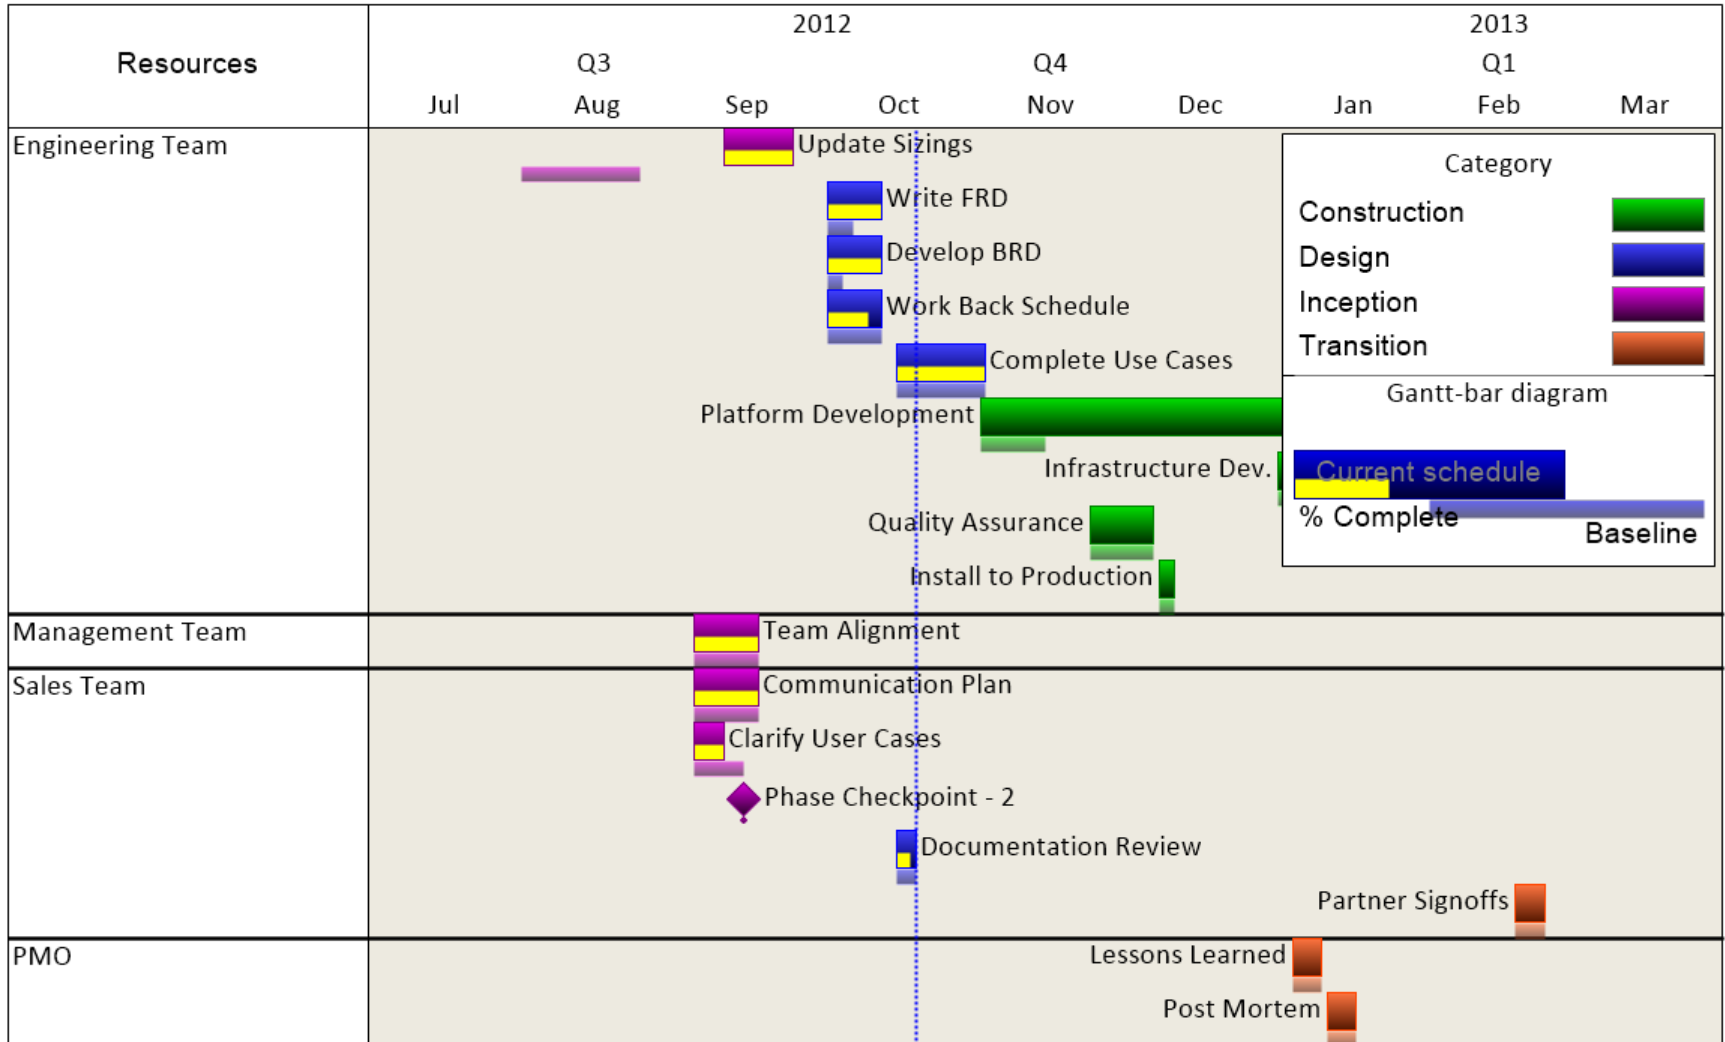 2012 2013
Resources Q3 Q4 Q1
Jul Aug Sep Oct Nov Dec Jan Feb Mar
Engineering Team
Update Sizings
Write FRD
Develop BRD
Work Back Schedule
Complete Use Cases
Platform Development
Infrastructure Dev.
Quality Assurance
Install to Production
Category
Construction
Design
Inception
Transition
Gantt-bar diagram
Current schedule
% Complete
Baseline
Management Team
Team Alignment
Sales Team
Communication Plan
Clarify User Cases
Phase Checkpoint - 2
Documentation Review
Partner Signoffs
PMO
Lessons Learned
Post Mortem